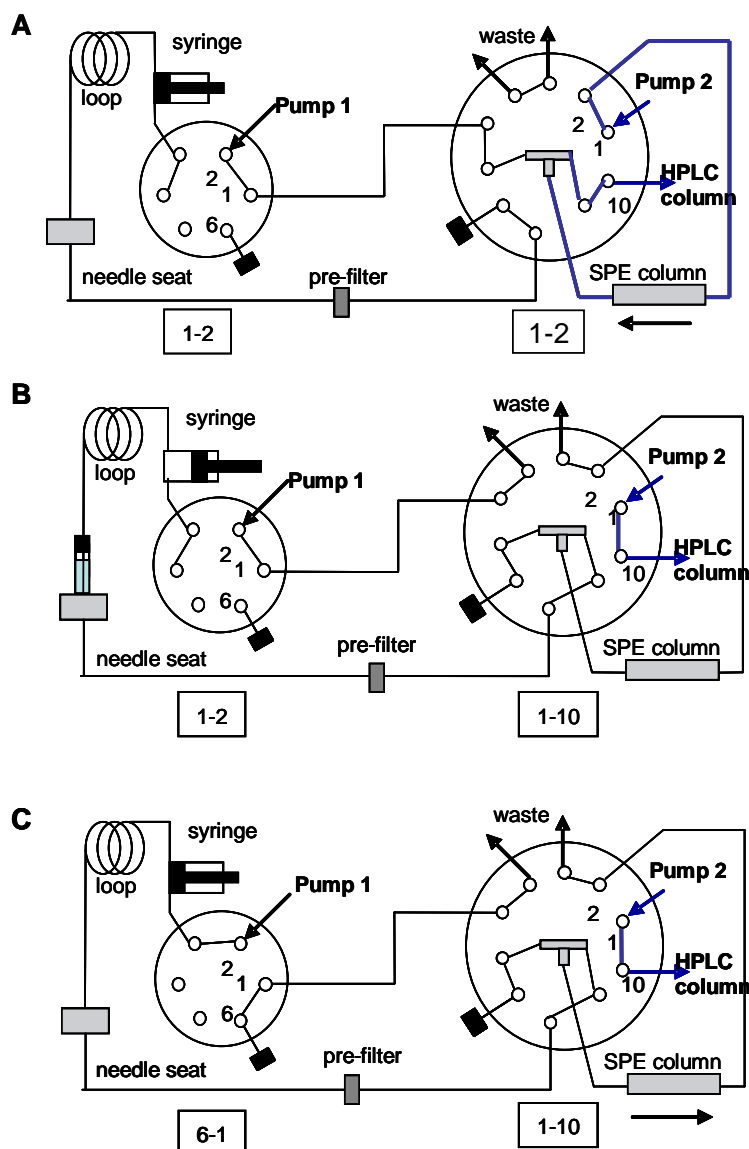 A
syringe
loop
Pump 1
2
1
6
needle seat
pre-filter
1-2
waste
Pump 2
2
1
HPLC
column
10
SPE column
1-2
B
syringe
loop
Pump 1
2
1
6
needle seat
pre-filter
1-2
waste
Pump 2
2
1
HPLC
column
10
SPE column
1-10
C
syringe
loop
Pump 1
2
1
6
needle seat
pre-filter
6-1
waste
Pump 2
2
1
HPLC
column
10
SPE column
1-10